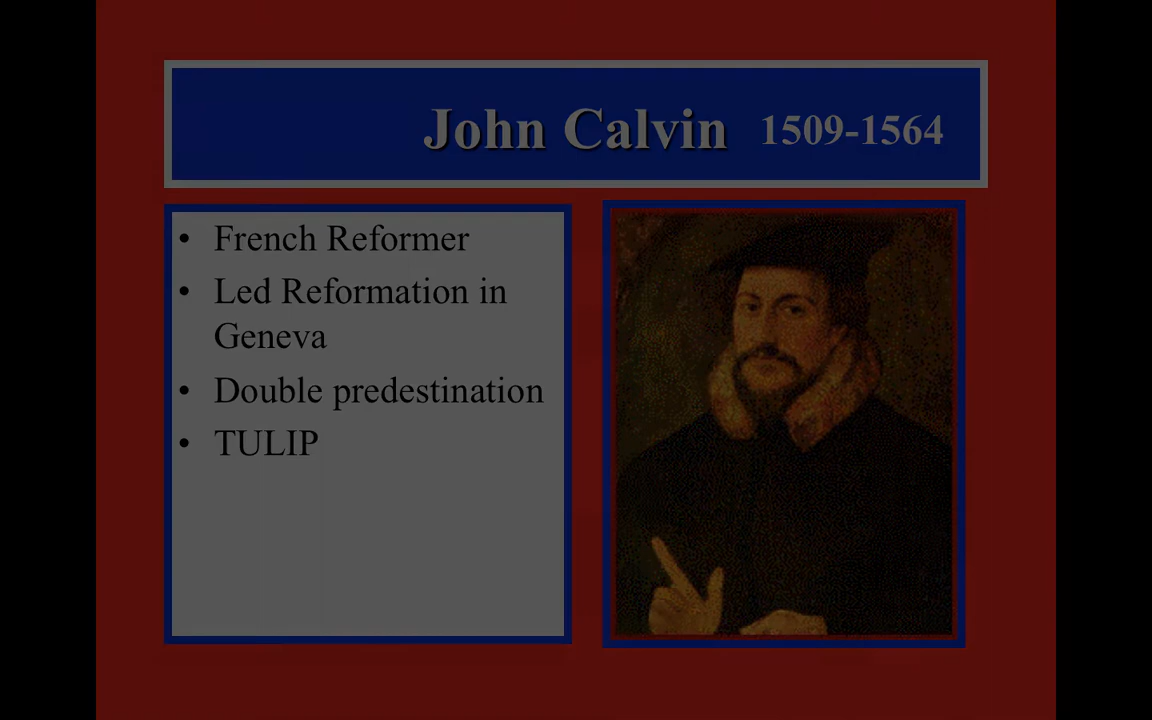 John Calvin 1509-1564
• French Reformer
• Led Reformation in
Geneva
• Double predestination
• TULIP